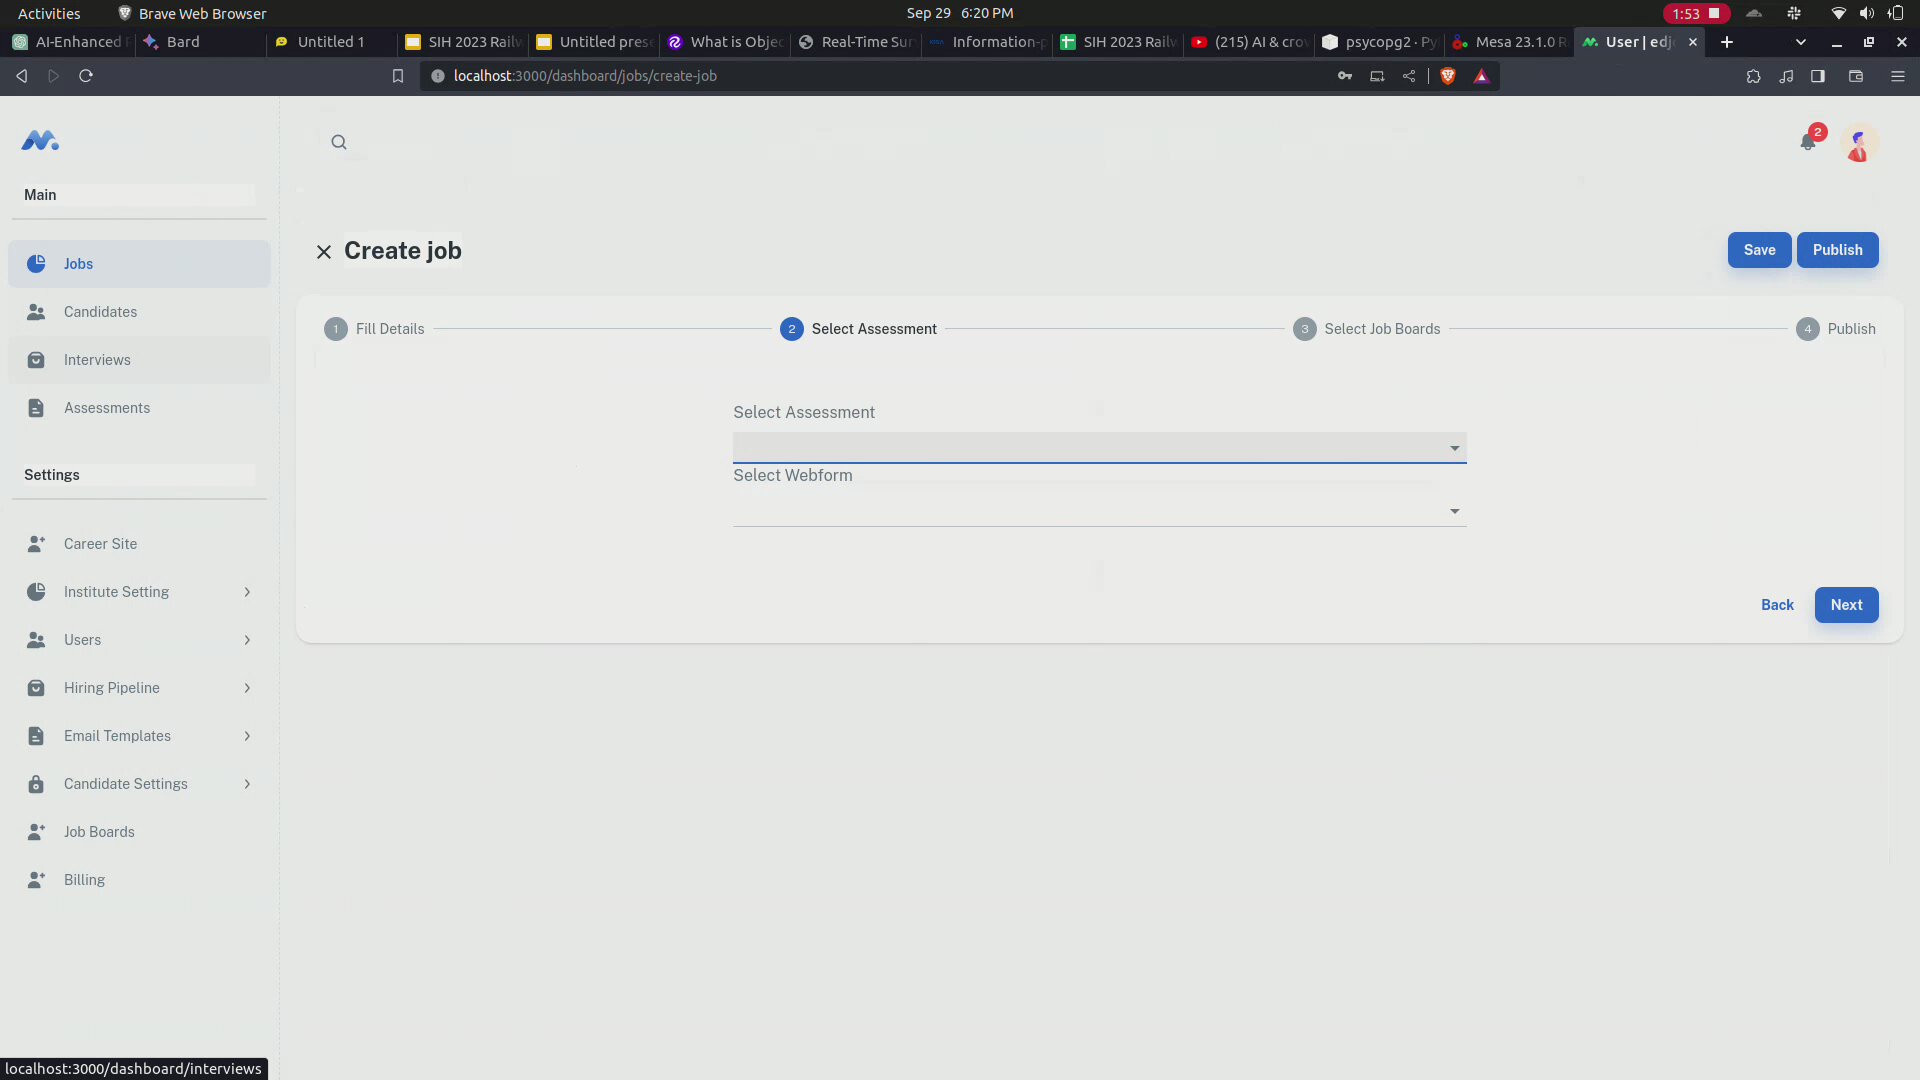 Activities
Brave Web Browser
Sep 29 6:20 PM
1:53
AI-Enhanced
Bard
Untitled 1
SIH 2023 Railw
Untitled prese
What is Objec
Real-Time Sur
Information-p
SIH 2023 Railw
(215) AI & crow
psycopg2 · Py
Mesa 23.1.0 R
User | edj
localhost:3000/dashboard/jobs/create-job
2
Main
Jobs
Candidates
Interviews
Assessments
Settings
Career Site
Institute Setting
Users
Hiring Pipeline
Email Templates
Candidate Settings
Job Boards
Billing
Create job
Save
Publish
1 Fill Details
2 Select Assessment
3 Select Job Boards
4 Publish
Select Assessment
Select Webform
Back
Next
localhost:3000/dashboard/interviews